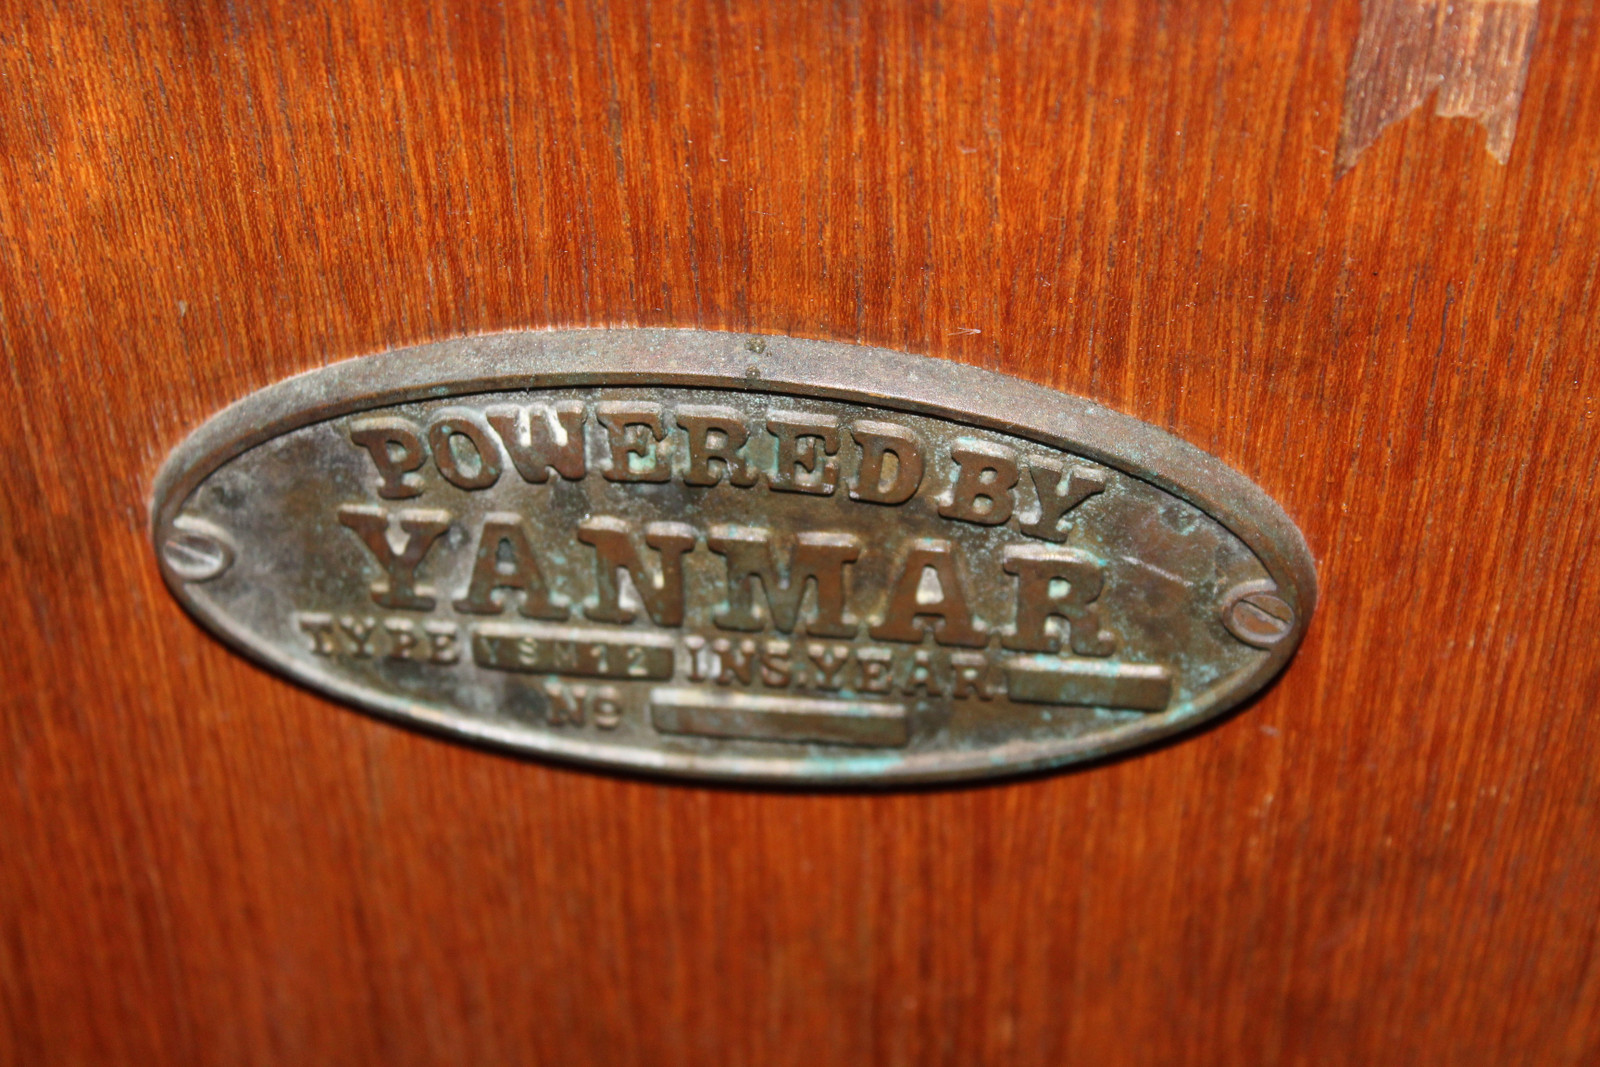 POWERED BY
YANMAR
TYPE YSM12 INS.YEAR
No